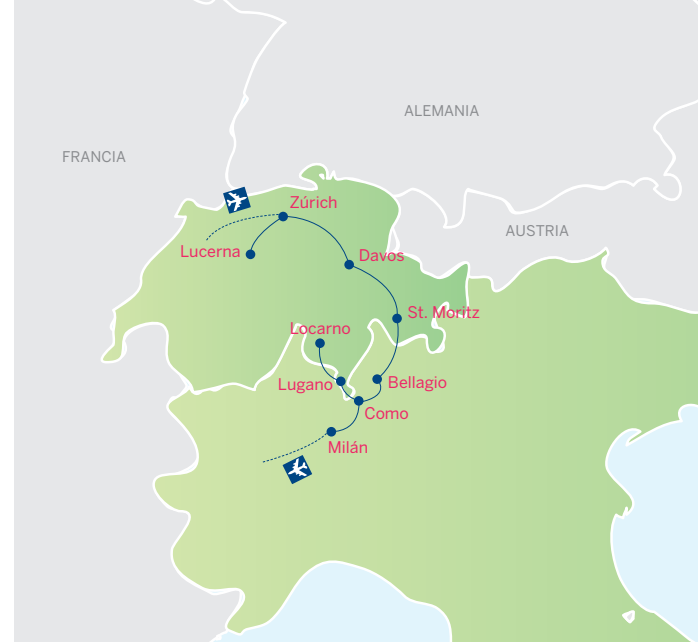 ALEMANIA
FRANCIA
Zúrich
AUSTRIA
Lucerna
Davos
St. Moritz
Locarno
Lugano
Bellagio
Como
Milán